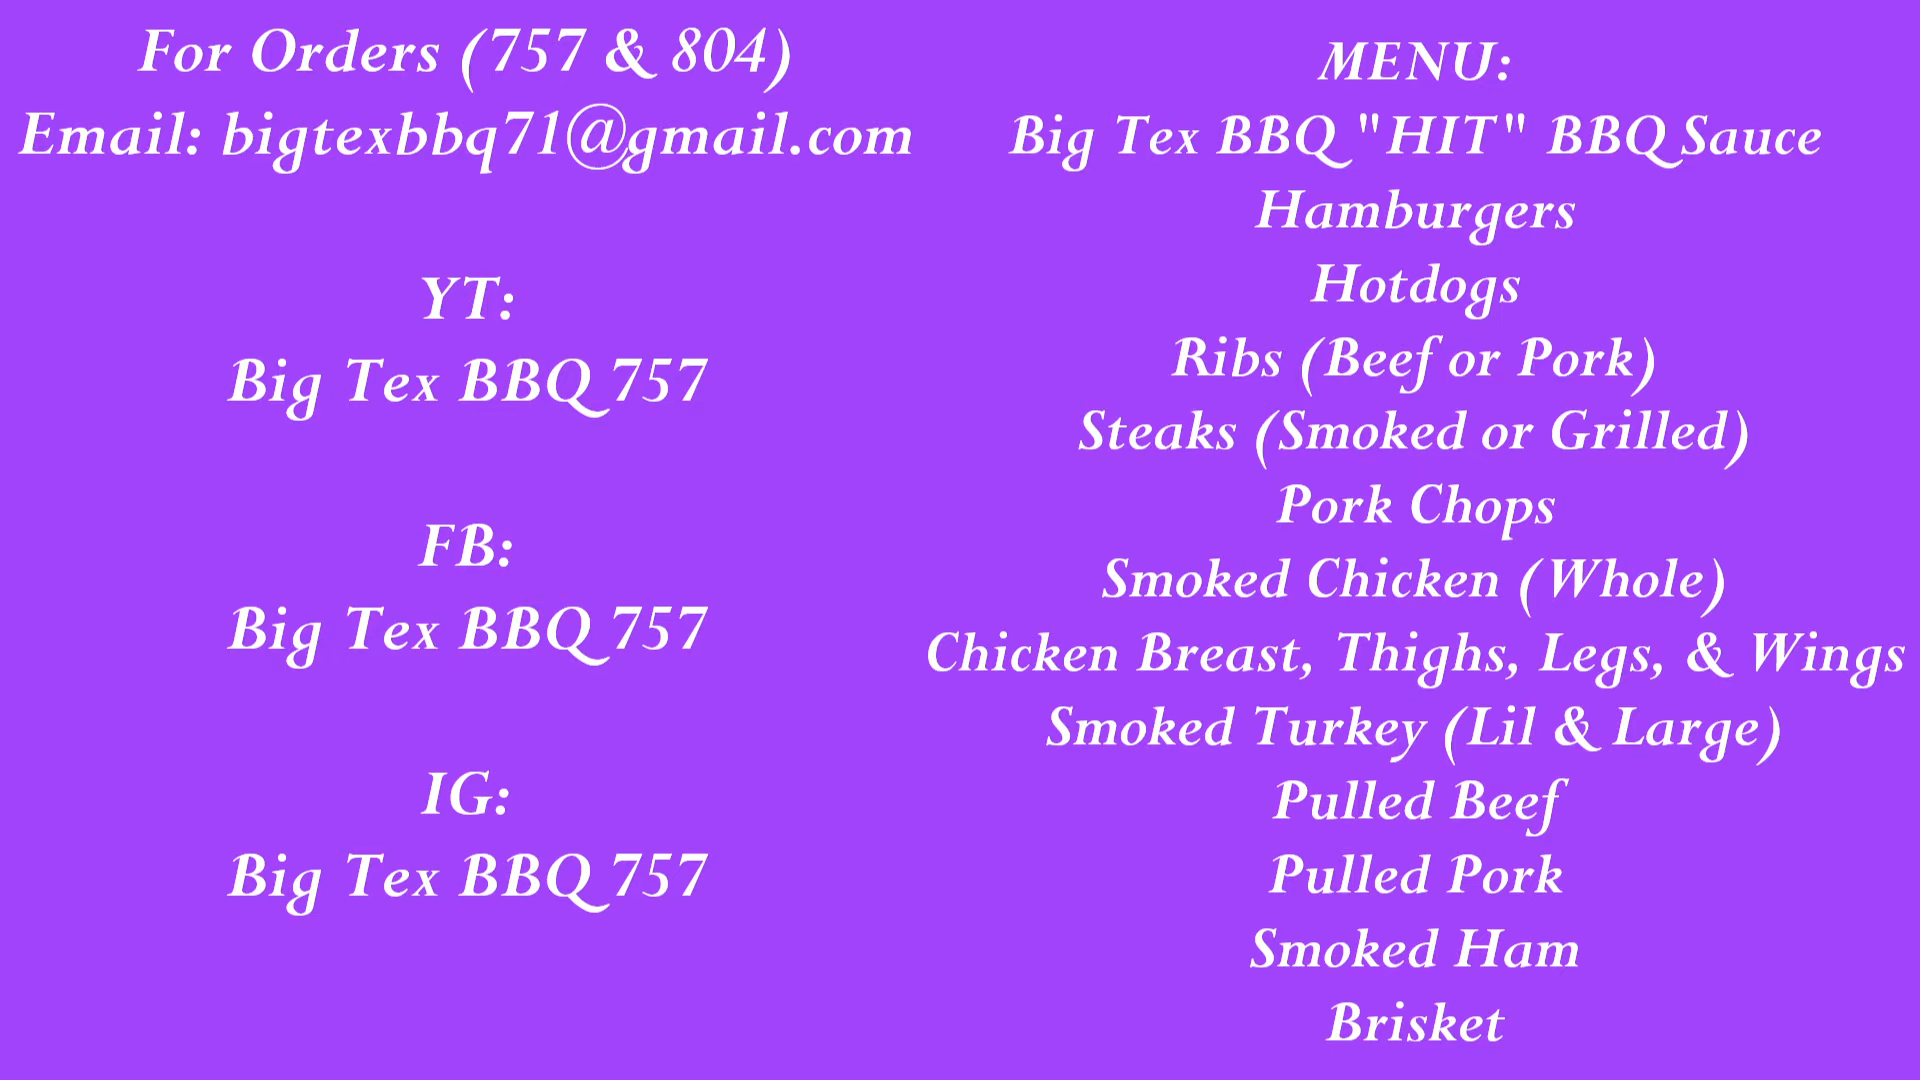 For Orders (757 & 804)
Email: bigtexbbq71@gmail.com
YT:
Big Tex BBQ 757
FB:
Big Tex BBQ 757
IG:
Big Tex BBQ 757
MENU:
Big Tex BBQ "HIT" BBQ Sauce
Hamburgers
Hotdogs
Ribs (Beef or Pork)
Steaks (Smoked or Grilled)
Pork Chops
Smoked Chicken (Whole)
Chicken Breast, Thighs, Legs, & Wings
Smoked Turkey (Lil & Large)
Pulled Beef
Pulled Pork
Smoked Ham
Brisket